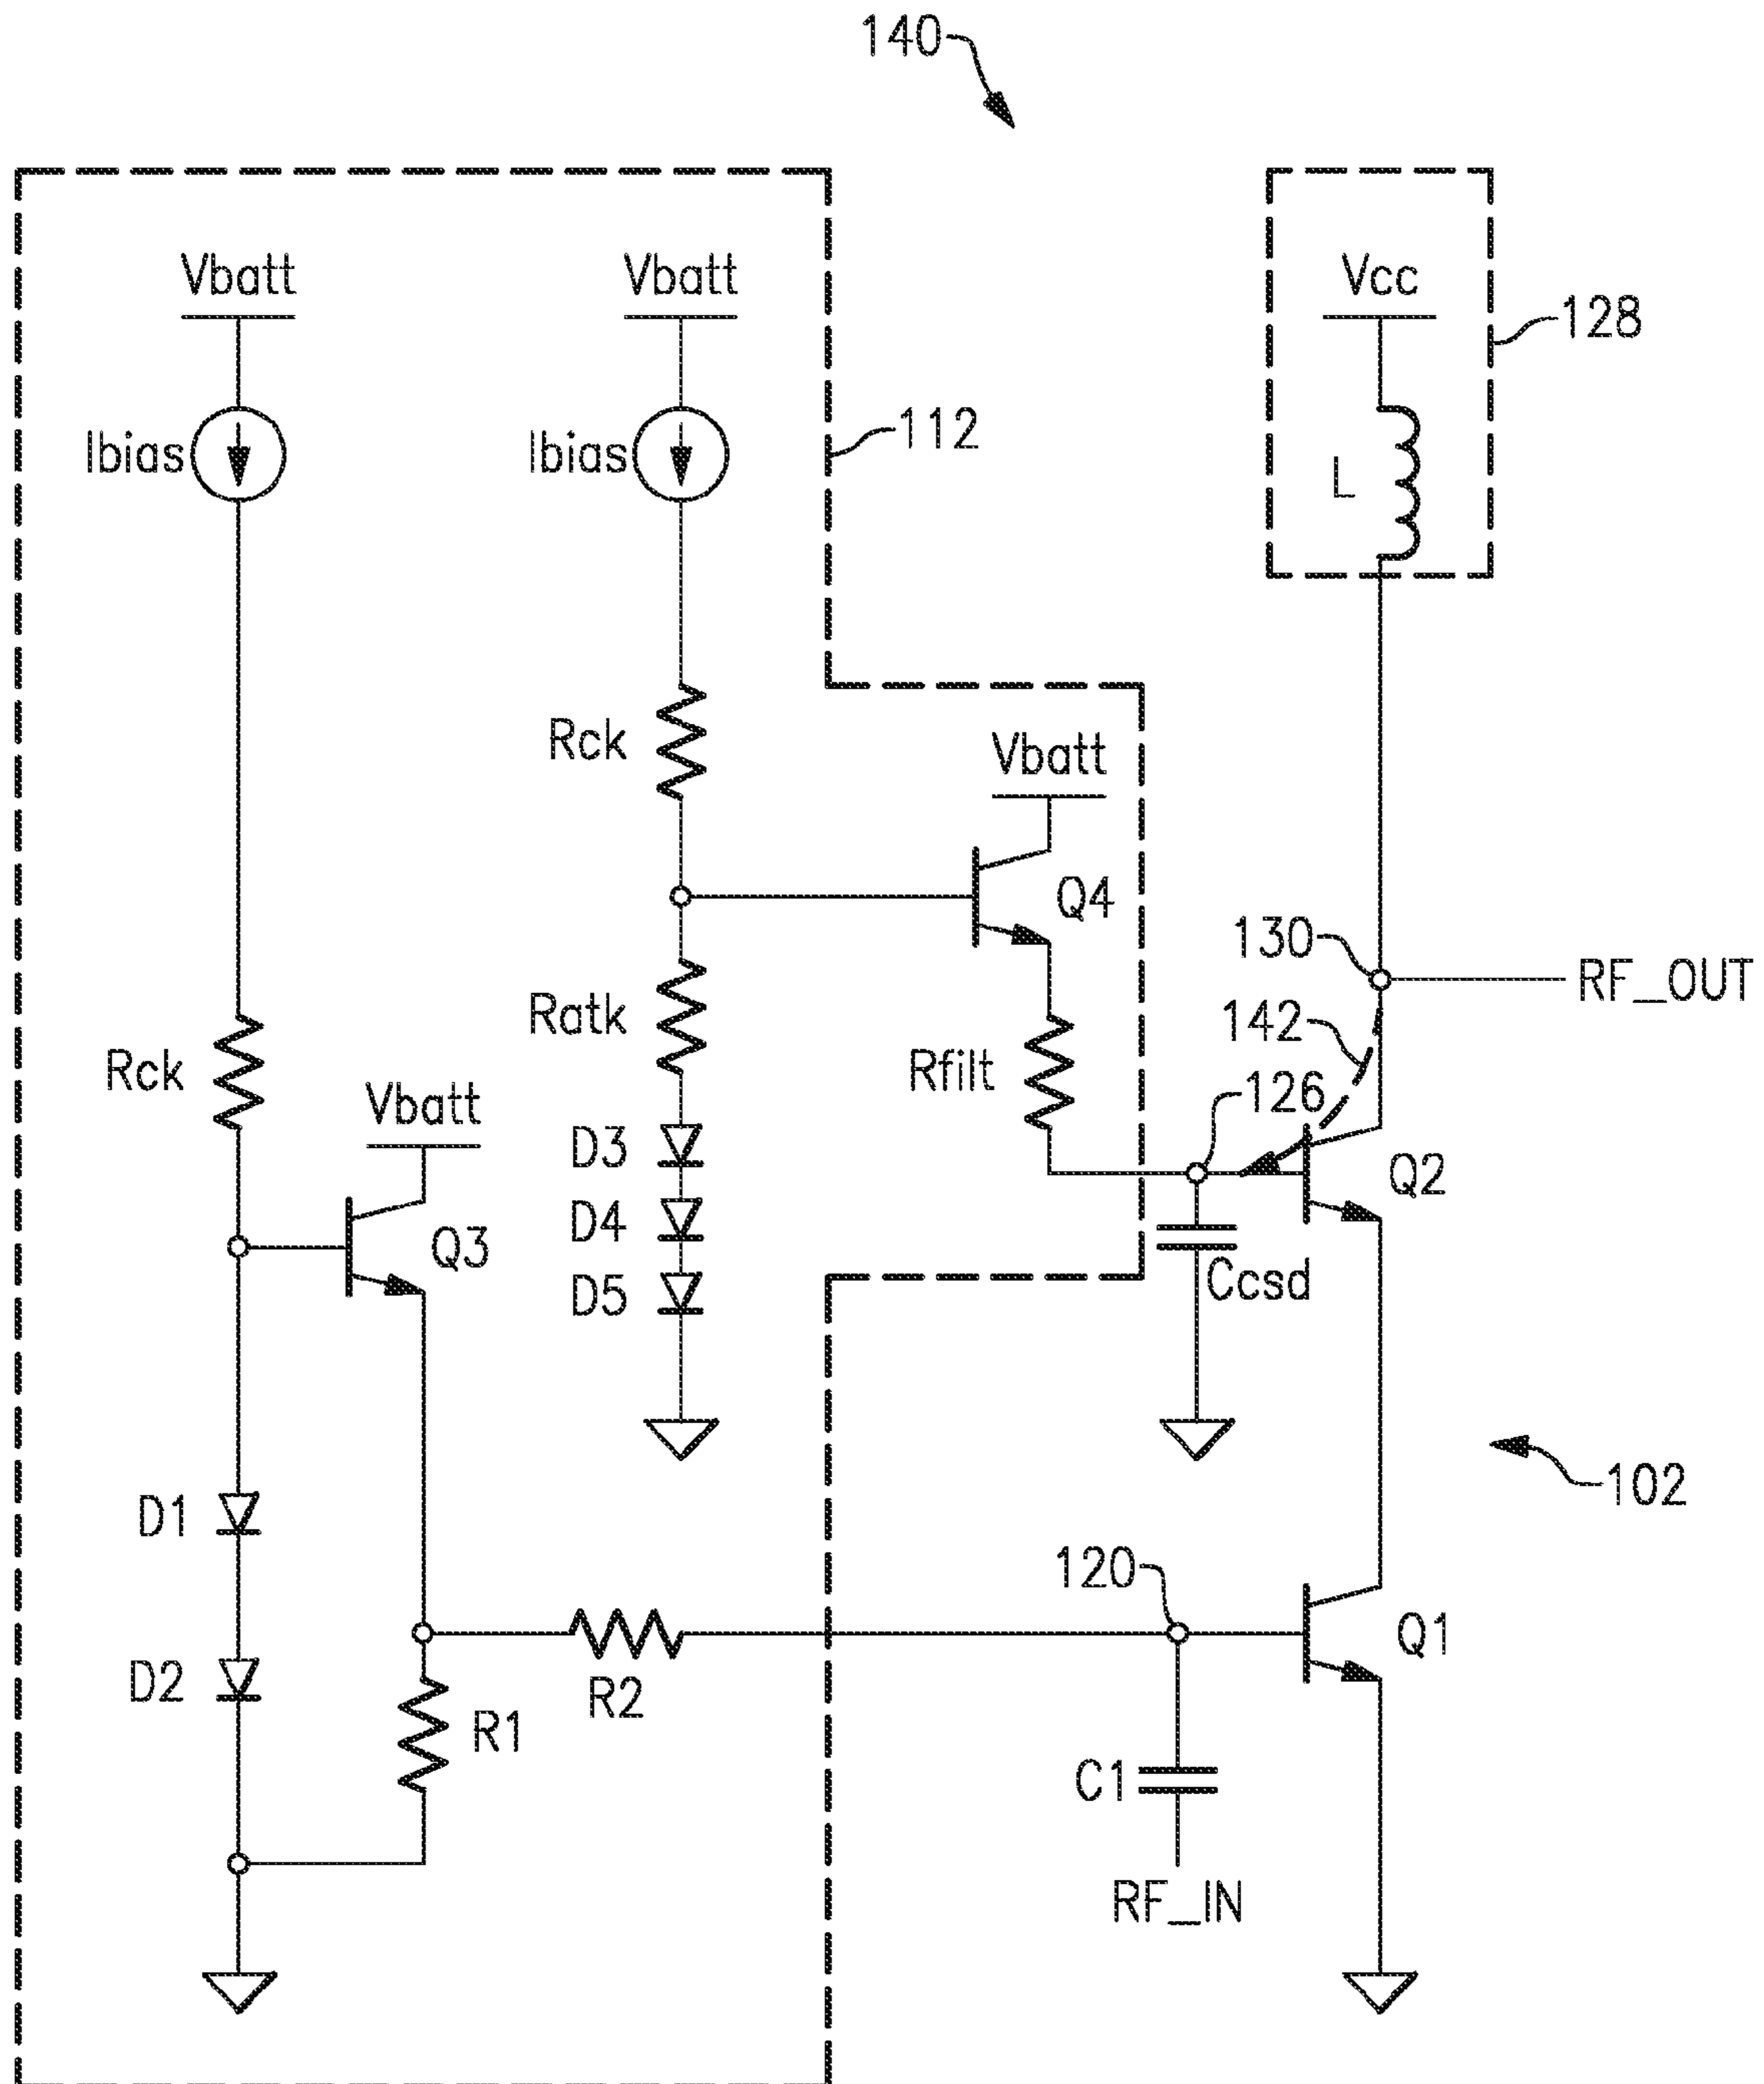 140
Vbatt
Vbatt
Vcc
128
Ibias
Ibias
112
L
Rck
Vbatt
Q4
130
RF_OUT
Ratk
142
Rfilt
126
Rck
Vbatt
D3
Q2
D4
Q3
D5
Ccsd
102
D1
120
Q1
D2
R2
R1
C1
RF_IN